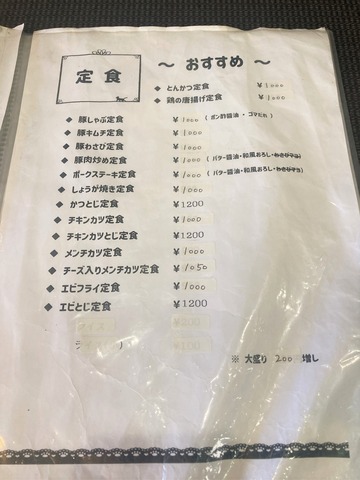 定食
～ おすすめ ～
◆ とんかつ定食 ¥1000
◆ 鶏の唐揚げ定食 ¥1000
◆ 豚しゃぶ定食 ¥1000 ( ポン酢醤油 ・ ゴマだれ )
◆ 豚キムチ定食 ¥1000
◆ 豚わさび定食 ¥1000
◆ 豚肉炒め定食 ¥1000 ( バター醤油・和風おろし・わさびマヨ )
◆ ポークステーキ定食 ¥1000 ( バター醤油・和風おろし・わさびマヨ )
◆ しょうが焼き定食 ¥1000
◆ かつとじ定食 ¥1200
◆ チキンカツ定食 ¥1000
◆ チキンカツとじ定食 ¥1200
◆ メンチカツ定食 ¥1000
◆ チーズ入りメンチカツ定食 ¥1050
◆ エビフライ定食 ¥1000
◆ エビとじ定食 ¥1200
ライス ¥200
¥100
※ 大盛り 200円増し